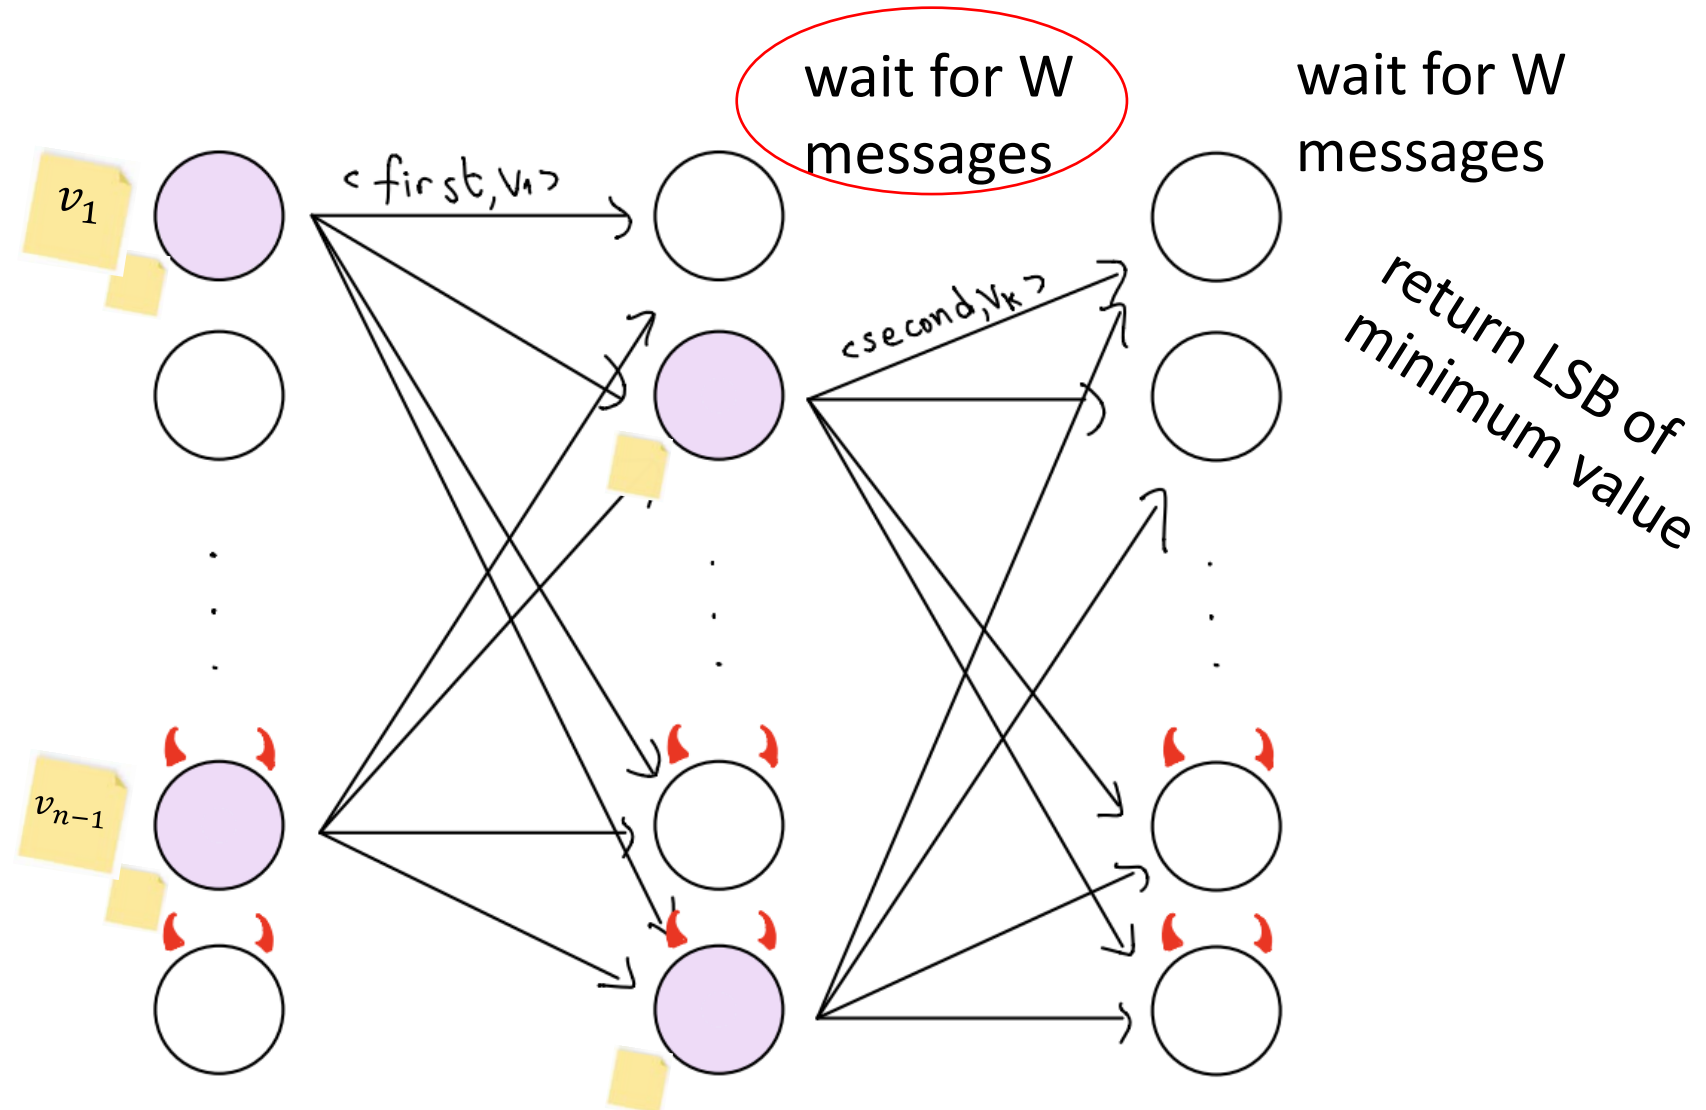 wait for W
messages
wait for W
messages
v₁
<first, v₁>
<second, vₖ>
return LSB of
minimum value
vₙ₋₁